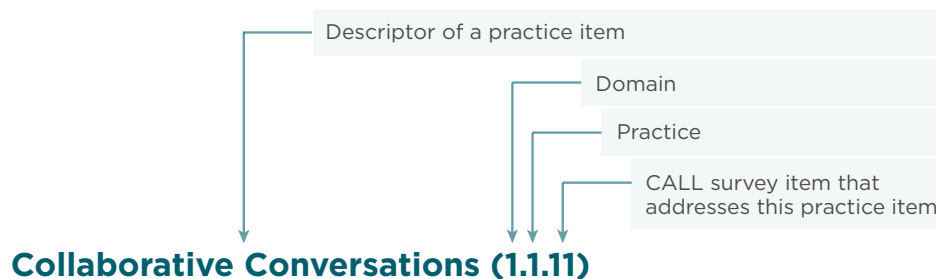 Descriptor of a practice item
Domain
Practice
CALL survey item that
addresses this practice item
Collaborative Conversations (1.1.11)